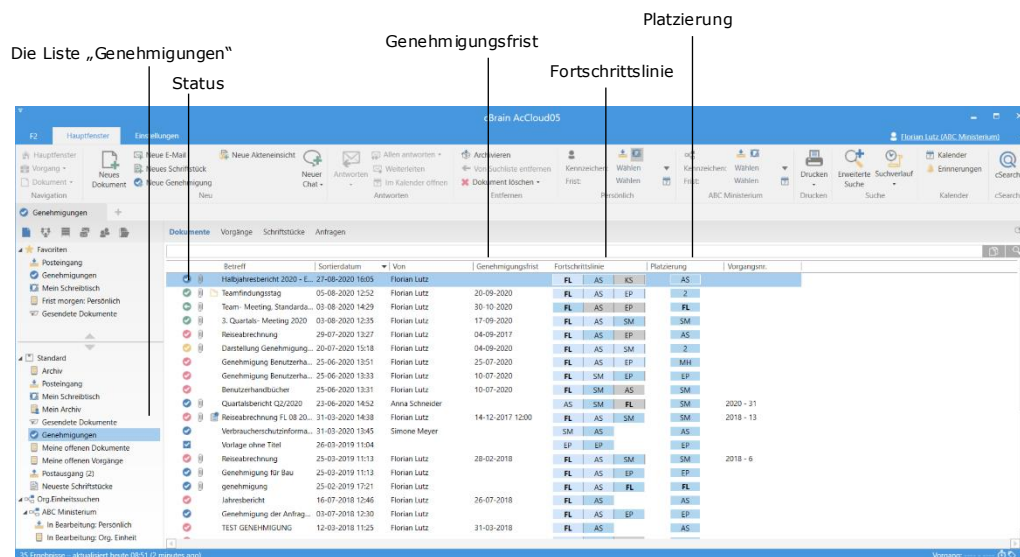 Platzierung
Genehmigungsfrist
Die Liste „Genehmigungen“
Fortschrittslinie
Status
cBrain AcCloud05
F2 Hauptfenster Einstellungen Florian Lutz (ABC Ministerium)
Hauptfenster Neue E-Mail Neue Akteneinsicht Allen antworten Archivieren Kalender
Vorgang Neues Schriftstück Weiterleiten Von Suchliste entfernen Kennzeichen: Wählen Kennzeichen: Wählen Erinnerungen
Dokument Neues Dokument Neue Genehmigung Neuer Chat Antworten Im Kalender öffnen Dokument löschen Frist: Wählen Frist: Wählen Drucken Erweiterte Suche Suchverlauf cSearch
Navigation Neu Antworten Entfernen Persönlich ABC Ministerium Drucken Suche Kalender cSearch
Genehmigungen +
Dokumente Vorgänge Schriftstücke Anfragen
Favoriten
Posteingang
Genehmigungen
Mein Schreibtisch
Frist morgen: Persönlich
Gesendete Dokumente
Standard
Archiv
Posteingang
Mein Schreibtisch
Mein Archiv
Gesendete Dokumente
Genehmigungen
Meine offenen Dokumente
Meine offenen Vorgänge
Postausgang (2)
Neueste Schriftstücke
Org.Einheitssuchen
ABC Ministerium
In Bearbeitung: Persönlich
In Bearbeitung: Org. Einheit
Betreff Sortierdatum Von Genehmigungsfrist Fortschrittslinie Platzierung Vorgangsnr.
Halbjahresbericht 2020 - E... 27-08-2020 16:05 Florian Lutz FL AS KS AS
Teamfindungsstag 05-08-2020 12:52 Florian Lutz 20-09-2020 FL AS EP 2
Team- Meeting, Standarda... 03-08-2020 14:29 Florian Lutz 30-10-2020 FL AS EP FL
3. Quartals- Meeting 2020 03-08-2020 12:35 Florian Lutz 17-09-2020 FL AS SM SM
Reiseabrechnung 29-07-2020 13:27 Florian Lutz 04-09-2017 FL AS EP AS
Darstellung Genehmigung... 20-07-2020 15:18 Florian Lutz 04-09-2020 FL AS SM 2
Genehmigung Benutzerha... 25-06-2020 13:51 Florian Lutz 25-07-2020 FL AS EP MH
Genehmigung Benutzerha... 25-06-2020 13:33 Florian Lutz 10-07-2020 FL SM EP EP
Benutzerhandbücher 25-06-2020 13:31 Florian Lutz 10-07-2020 FL SM AS SM
Quartalsbericht Q2/2020 23-06-2020 14:52 Anna Schneider AS SM FL SM 2020 - 31
Reiseabrechnung FL 08 20... 31-03-2020 14:38 Florian Lutz 14-12-2017 12:00 FL AS SM SM 2018 - 13
Verbraucherschutzinforma... 31-03-2020 13:45 Simone Meyer SM AS AS
Vorlage ohne Titel 26-03-2019 11:04 EP EP EP
Reiseabrechnung 25-03-2019 11:13 Florian Lutz 28-02-2018 FL AS SM SM 2018 - 6
Genehmigung für Bau 25-03-2019 11:13 Florian Lutz FL AS EP EP
genehmigung 25-02-2019 17:21 Florian Lutz FL AS FL FL
Jahresbericht 16-07-2018 12:46 Florian Lutz 26-07-2018 FL AS AS
Genehmigung der Anfrag... 03-07-2018 12:30 Florian Lutz FL AS EP EP
TEST GENEHMIGUNG 12-03-2018 11:25 Florian Lutz 31-03-2018 FL AS AS
35 Ergebnisse - aktualisiert heute 08:51 (2 minutes ago) Vorgang: